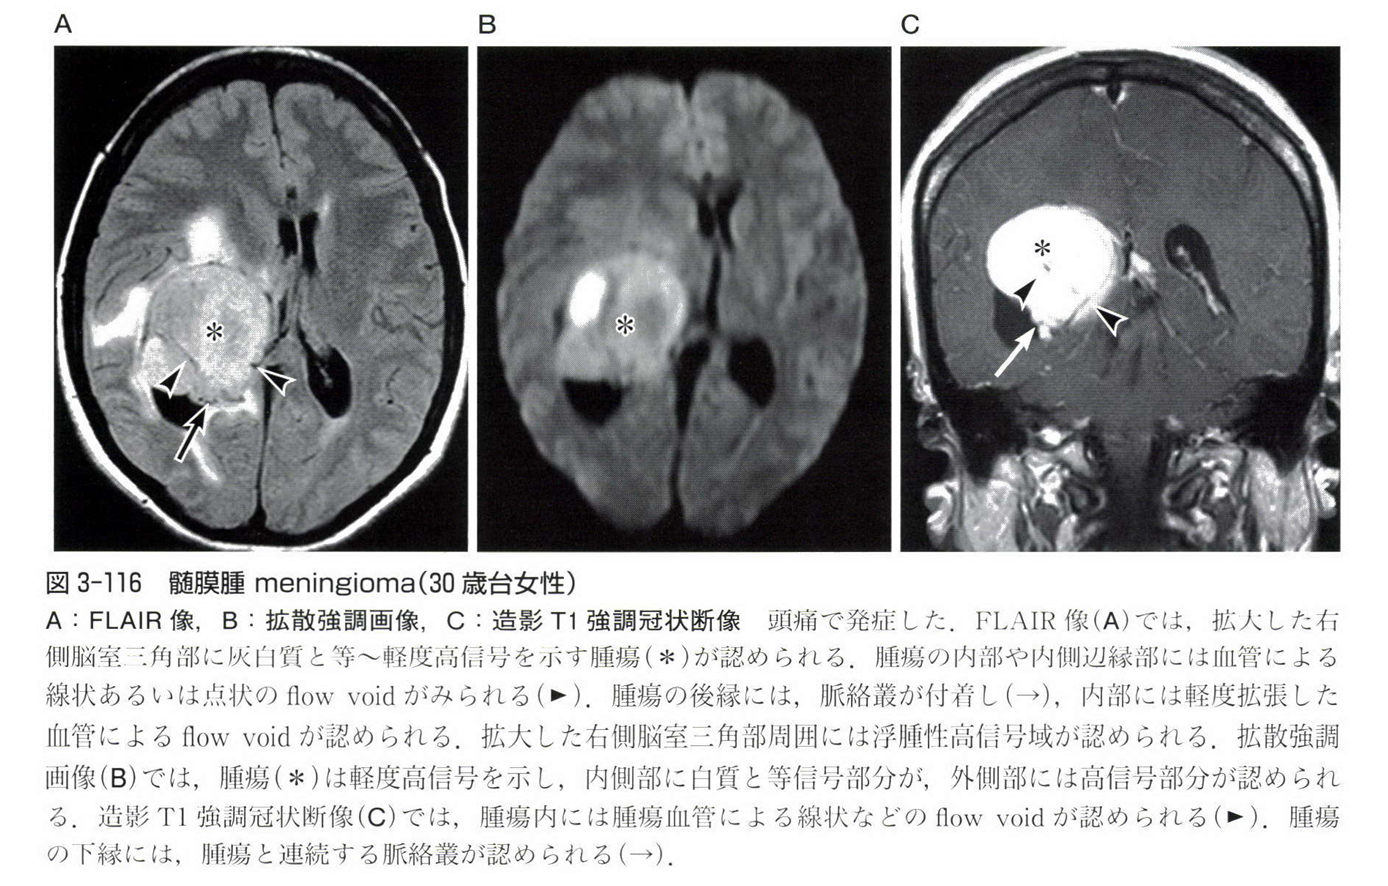 A
B
C
*
*
*
図 3-116 髄膜腫 meningioma(30 歳台女性)
A：FLAIR 像，B：拡散強調画像，C：造影 T1 強調冠状断像　頭痛で発症した．FLAIR 像(A)では，拡大した右
側脳室三角部に灰白質と等〜軽度高信号を示す腫瘍(＊)が認められる．腫瘍の内部や内側辺縁部には血管による
線状あるいは点状の flow void がみられる(►)．腫瘍の後縁には，脈絡叢が付着し(→)，内部には軽度拡張した
血管による flow void が認められる．拡大した右側脳室三角部周囲には浮腫性高信号域が認められる．拡散強調
画像(B)では，腫瘍(＊)は軽度高信号を示し，内側部に白質と等信号部分が，外側部には高信号部分が認められ
る．造影 T1 強調冠状断像(C)では，腫瘍内には腫瘍血管による線状などの flow void が認められる(►)．腫瘍
の下縁には，腫瘍と連続する脈絡叢が認められる(→)．